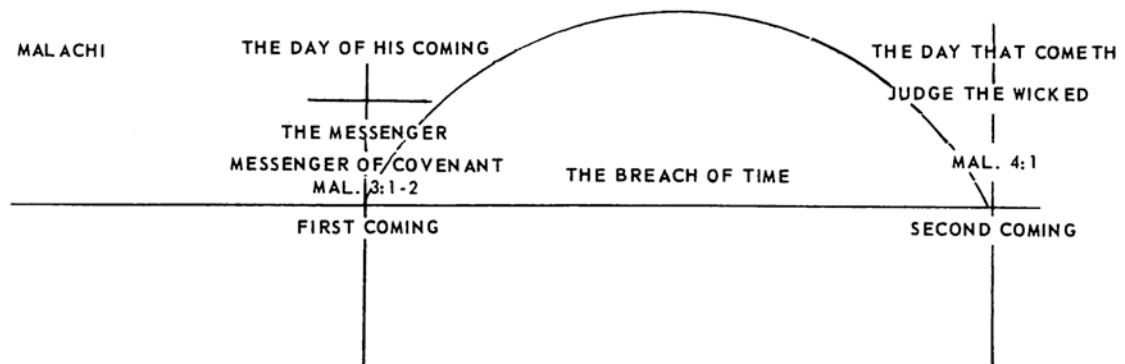 MALACHI
THE DAY OF HIS COMING
THE MESSENGER
MESSENGER OF COVENANT
MAL. 3:1-2
FIRST COMING
THE BREACH OF TIME
THE DAY THAT COMETH
JUDGE THE WICKED
MAL. 4:1
SECOND COMING